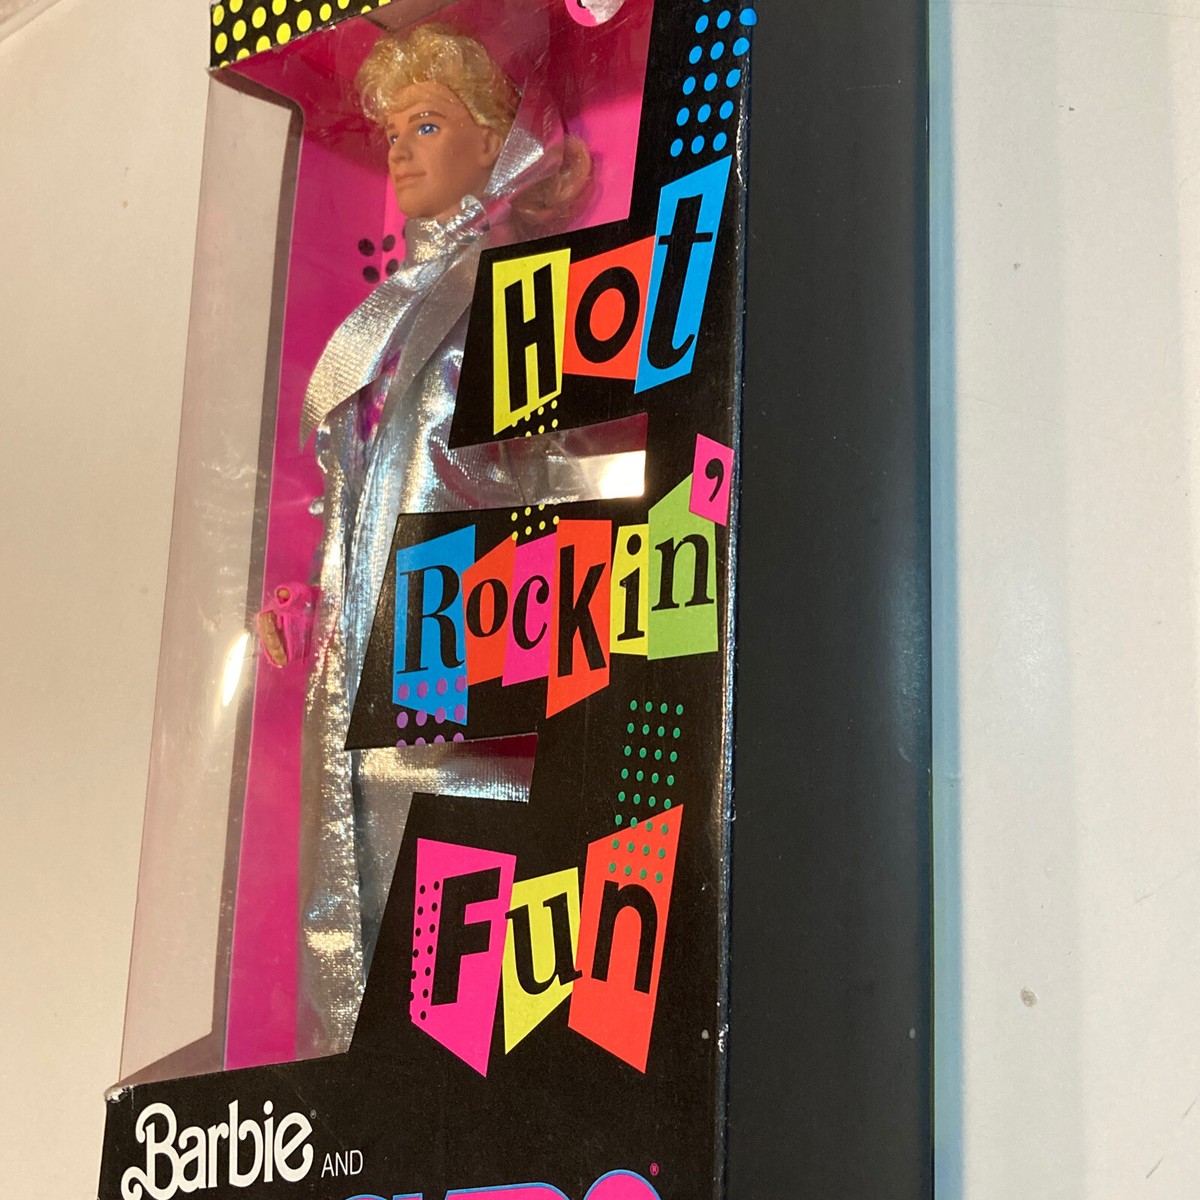 Hot
Rockin'
Fun
Barbie® AND
®